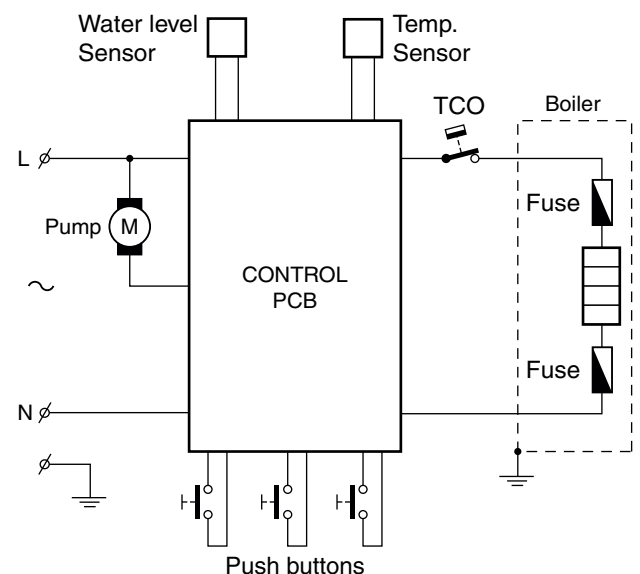 Water level
Sensor
Temp.
Sensor
TCO
Boiler
L
Pump
M
Fuse
CONTROL
PCB
~
Fuse
N
Push buttons